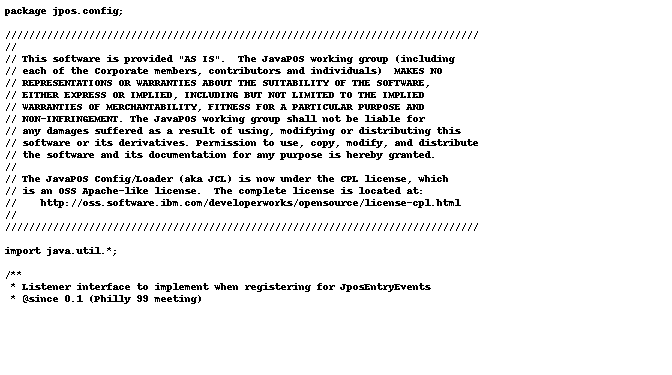 package jpos.config;
///////////////////////////////////////////////////////////////////////////////
//
// This software is provided "AS IS".  The JavaPOS working group (including
// each of the Corporate members, contributors and individuals)  MAKES NO
// REPRESENTATIONS OR WARRANTIES ABOUT THE SUITABILITY OF THE SOFTWARE,
// EITHER EXPRESS OR IMPLIED, INCLUDING BUT NOT LIMITED TO THE IMPLIED
// WARRANTIES OF MERCHANTABILITY, FITNESS FOR A PARTICULAR PURPOSE AND
// NON-INFRINGEMENT. The JavaPOS working group shall not be liable for
// any damages suffered as a result of using, modifying or distributing this
// software or its derivatives. Permission to use, copy, modify, and distribute
// the software and its documentation for any purpose is hereby granted.
//
// The JavaPOS Config/Loader (aka JCL) is now under the CPL license, which
// is an OSS Apache-like license.  The complete license is located at:
//    http://oss.software.ibm.com/developerworks/opensource/license-cpl.html
//
///////////////////////////////////////////////////////////////////////////////
import java.util.*;
/**
 * Listener interface to implement when registering for JposEntryEvents
 * @since 0.1 (Philly 99 meeting)